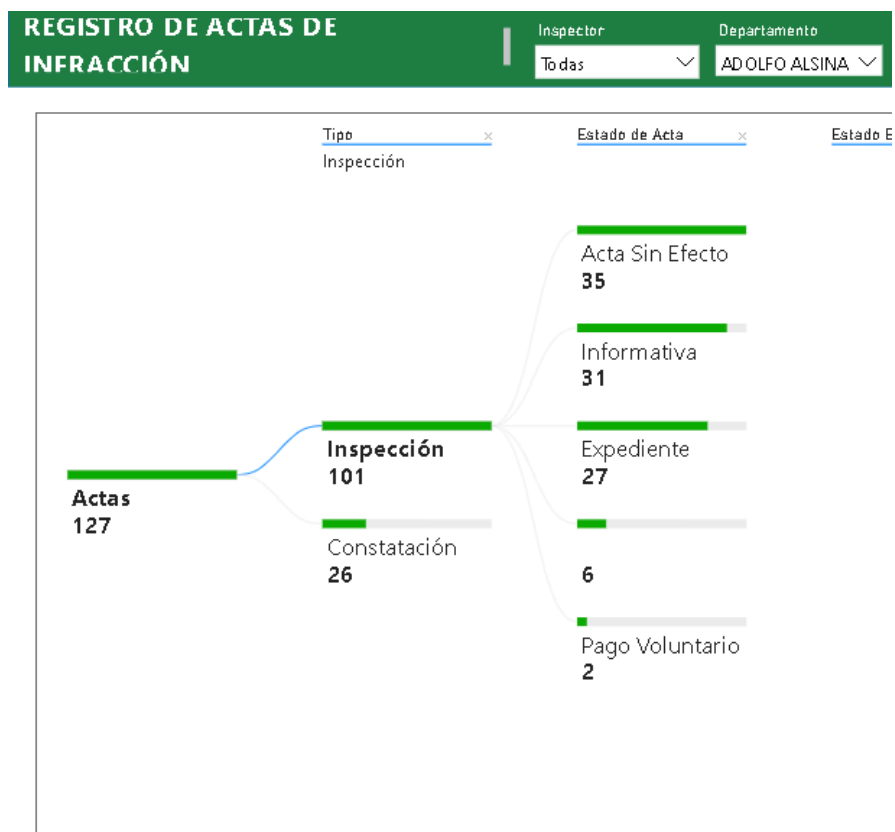 REGISTRO DE ACTAS DE
INFRACCIÓN
Inspector
Todas
Departamento
ADOLFO ALSINA
Tipo
Inspección
Estado de Acta
Estado E
Acta Sin Efecto
35
Informativa
31
Inspección
101
Expediente
27
Actas
127
Constatación
26
6
Pago Voluntario
2